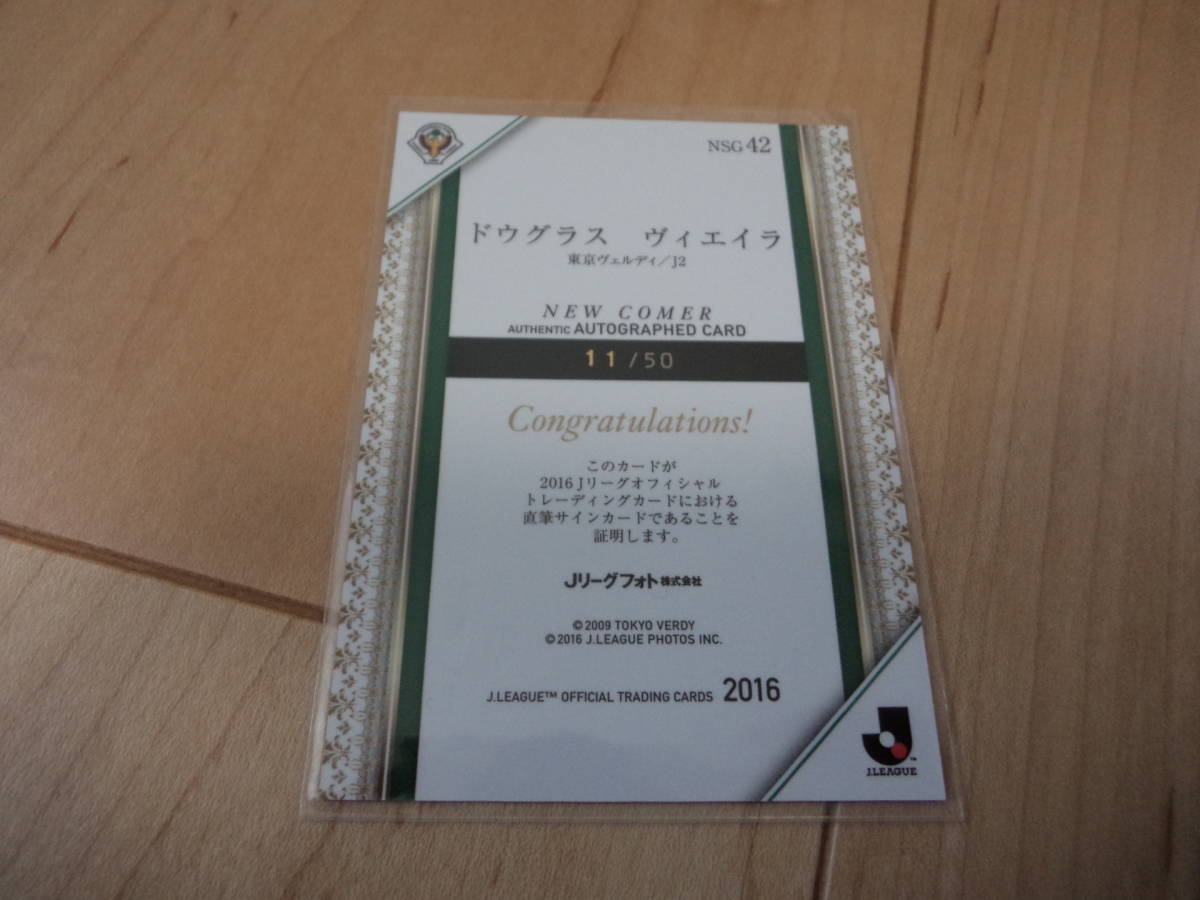 NSG 42
ドウグラス　ヴィエイラ
東京ヴェルディ／J2
NEW COMER
AUTHENTIC AUTOGRAPHED CARD
11/50
Congratulations!
このカードが
2016 Jリーグオフィシャル
トレーディングカードにおける
直筆サインカードであることを
証明します。
Jリーグフォト株式会社
©2009 TOKYO VERDY
©2016 J.LEAGUE PHOTOS INC.
J.LEAGUE™ OFFICIAL TRADING CARDS 2016
J.LEAGUE™